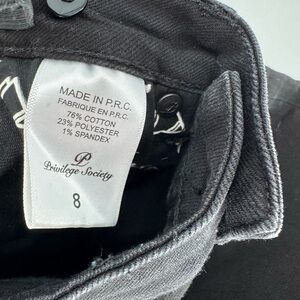 MADE IN P.R.C.
FABRIQUE EN P.R.C.
76% COTTON
23% POLYESTER
1% SPANDEX
P
Privilege Society
8